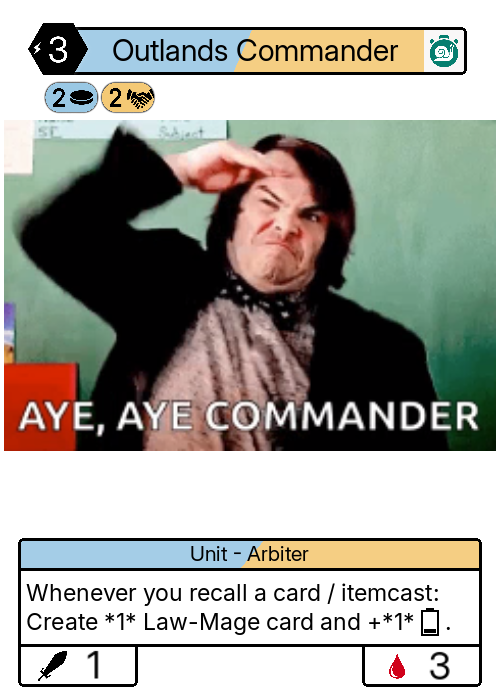 3 Outlands Commander
2 2
Subject
AYE, AYE COMMANDER
Unit - Arbiter
Whenever you recall a card / itemcast:
Create *1* Law-Mage card and +*1* .
1 3